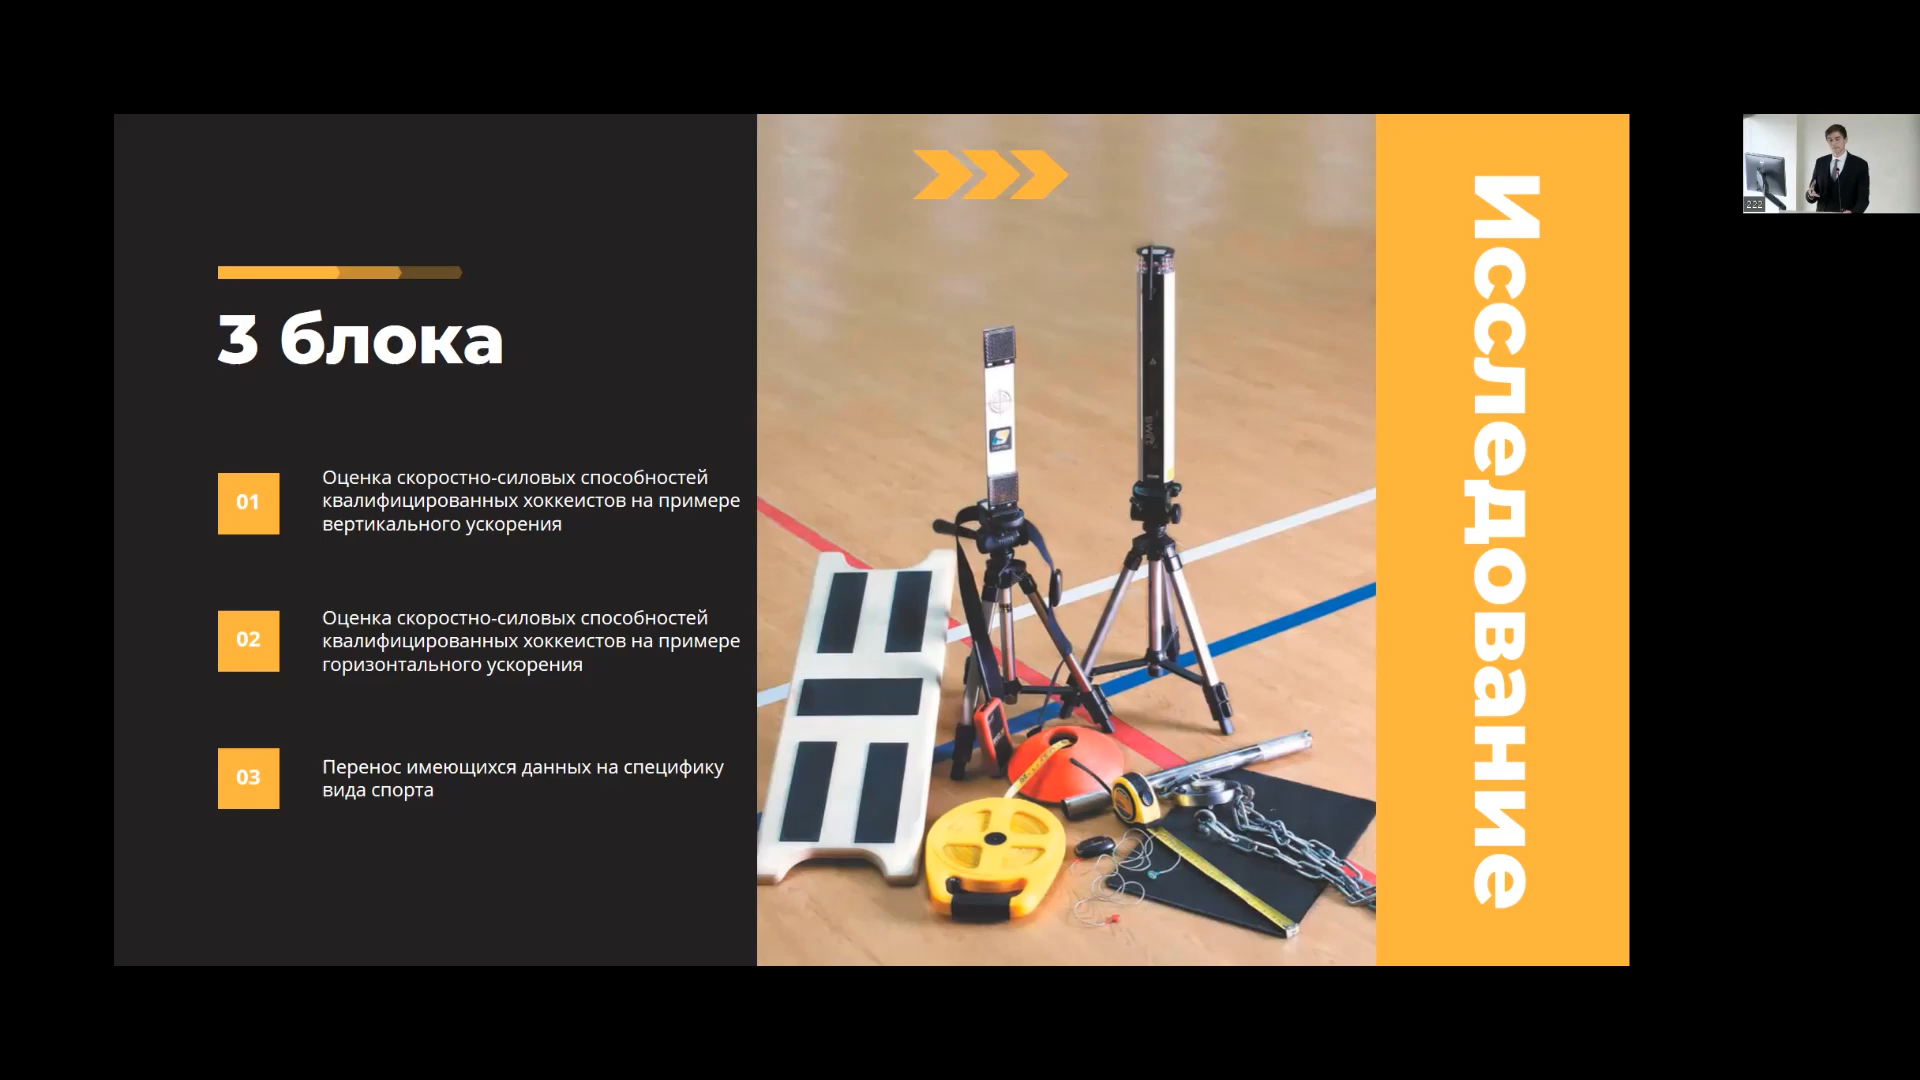 3 блока
01
Оценка скоростно-силовых способностей
квалифицированных хоккеистов на примере
вертикального ускорения
02
Оценка скоростно-силовых способностей
квалифицированных хоккеистов на примере
горизонтального ускорения
03
Перенос имеющихся данных на специфику
вида спорта
Исследование
222